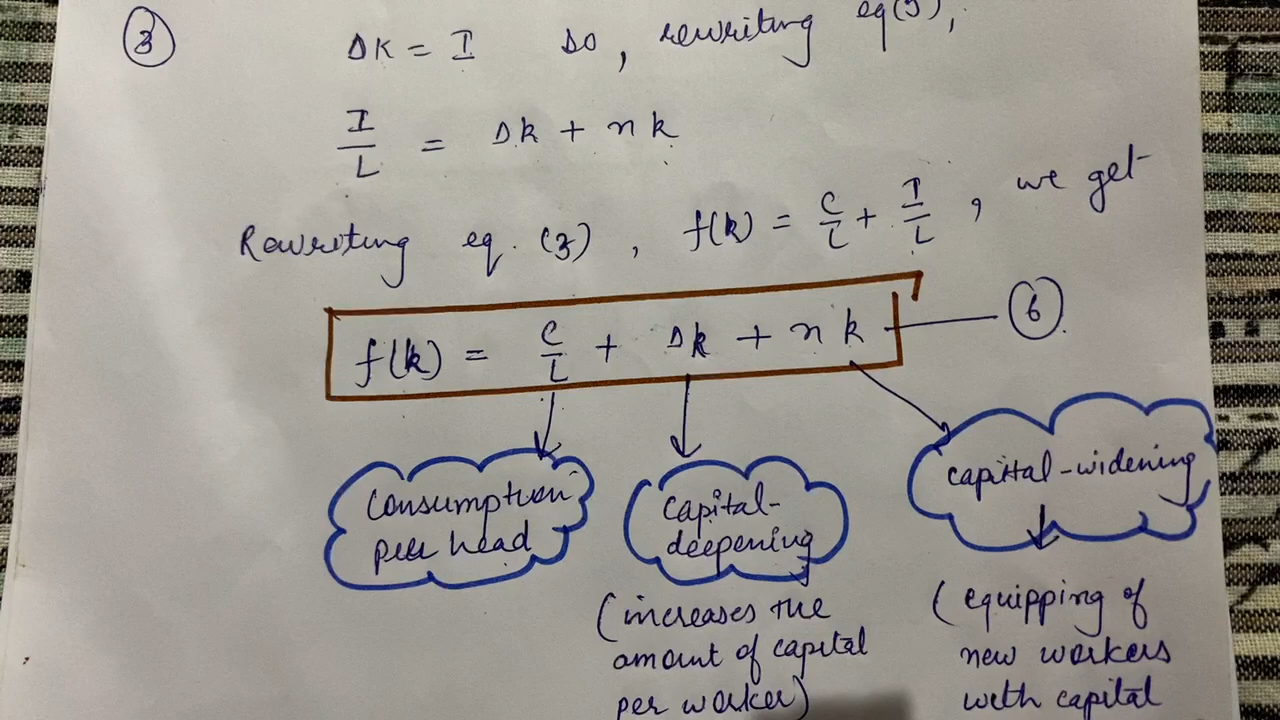 ③ ΔK = I so, rewriting eq(5),
I/L = Δk + nk
Rewriting eq. (3), f(k) = C/L + I/L, we get
f(k) = C/L + Δk + nk — ⑥.
Consumption per head
capital-deepening
capital-widening
(increases the amount of capital per worker)
(equipping of new workers with capital